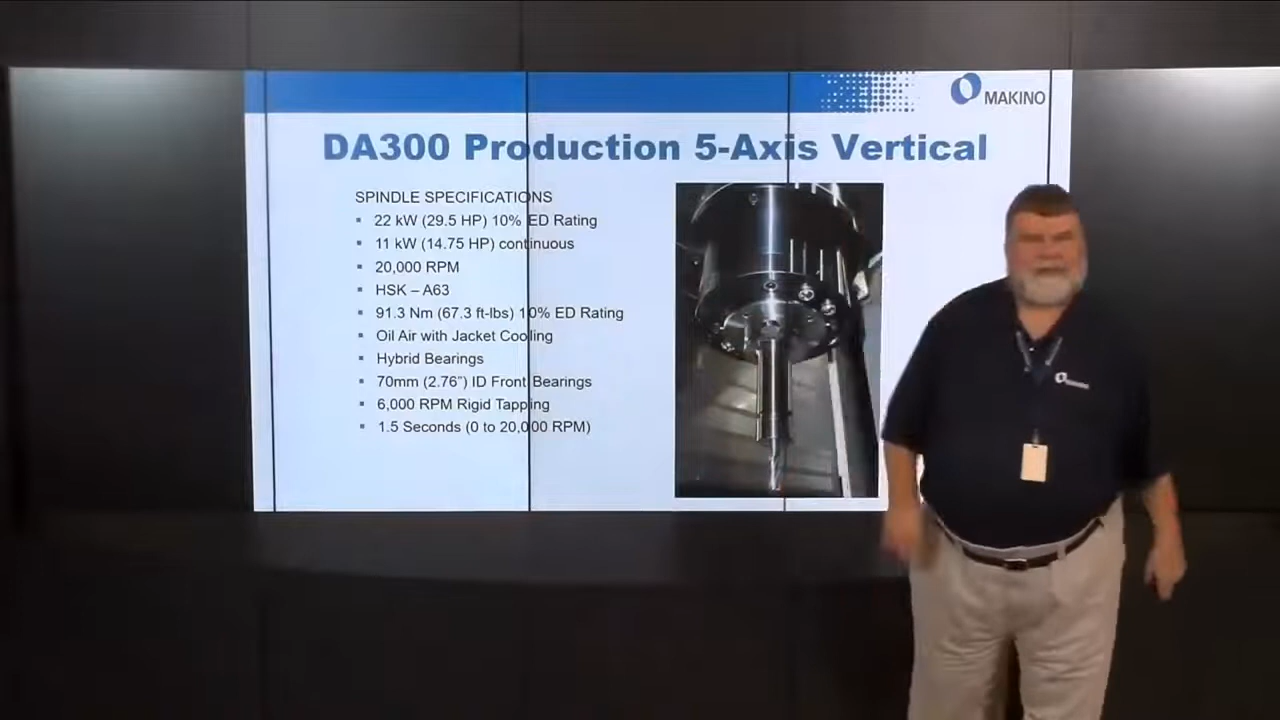 MAKINO
DA300 Production 5-Axis Vertical
SPINDLE SPECIFICATIONS
▪ 22 kW (29.5 HP) 10% ED Rating
▪ 11 kW (14.75 HP) continuous
▪ 20,000 RPM
▪ HSK – A63
▪ 91.3 Nm (67.3 ft-lbs) 10% ED Rating
▪ Oil Air with Jacket Cooling
▪ Hybrid Bearings
▪ 70mm (2.76") ID Front Bearings
▪ 6,000 RPM Rigid Tapping
▪ 1.5 Seconds (0 to 20,000 RPM)